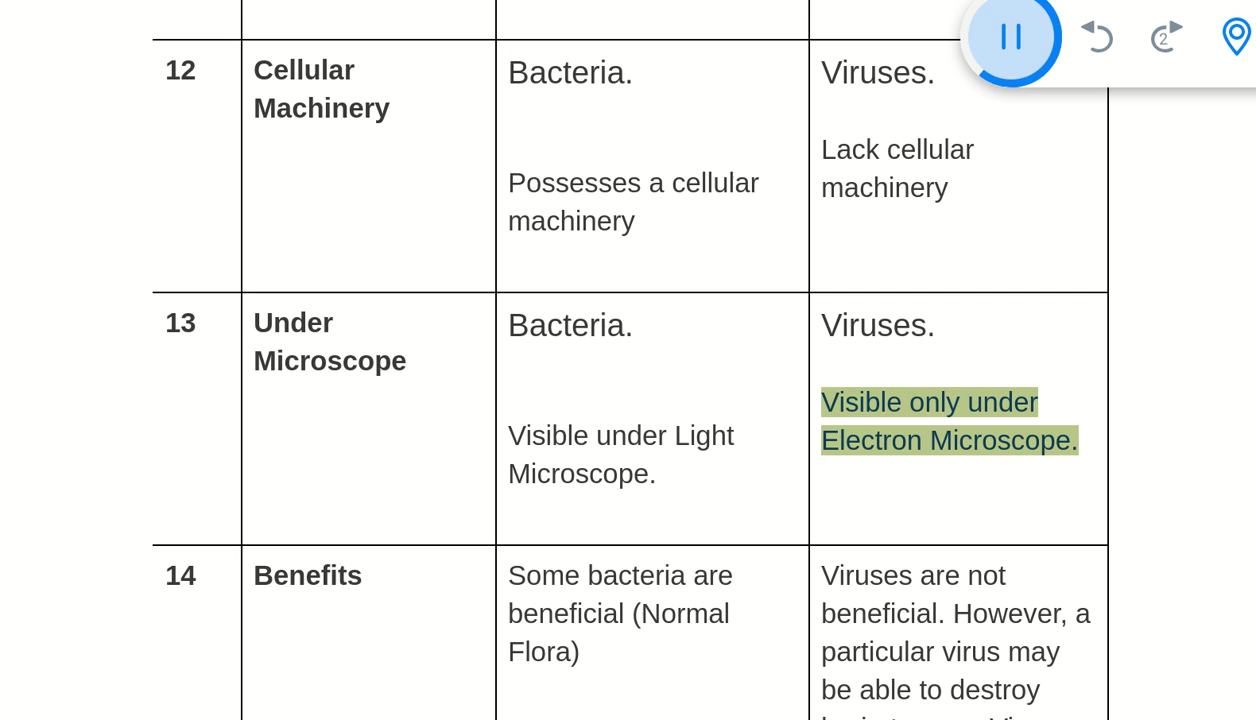 12
Cellular
Machinery
Bacteria.
Possesses a cellular
machinery
Viruses.
Lack cellular
machinery
13
Under
Microscope
Bacteria.
Visible under Light
Microscope.
Viruses.
Visible only under
Electron Microscope.
14
Benefits
Some bacteria are
beneficial (Normal
Flora)
Viruses are not
beneficial. However, a
particular virus may
be able to destroy
2